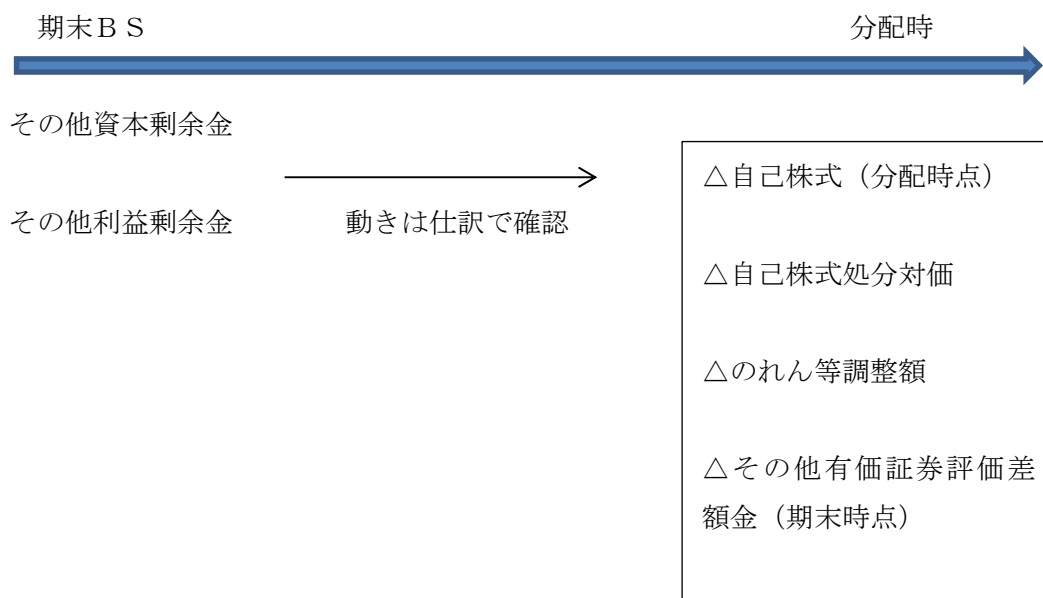 期末ＢＳ 分配時
その他資本剰余金
その他利益剰余金
動きは仕訳で確認
△自己株式（分配時点）
△自己株式処分対価
△のれん等調整額
△その他有価証券評価差
額金（期末時点）